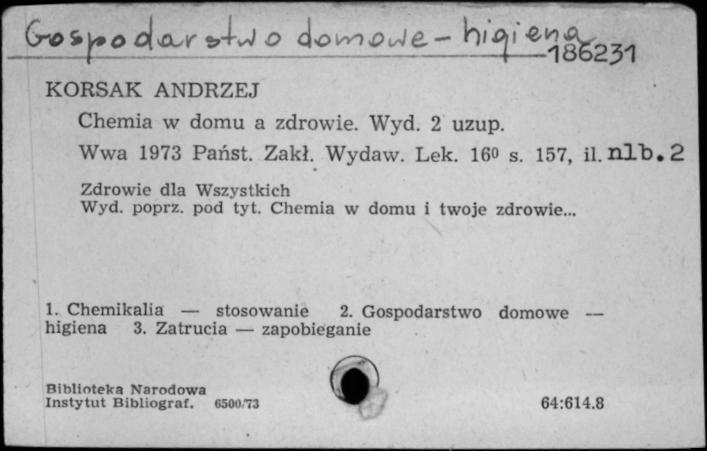 Gospodarstwo domowe – higiena
186231
KORSAK ANDRZEJ
Chemia w domu a zdrowie. Wyd. 2 uzup.
Wwa 1973 Państ. Zakł. Wydaw. Lek. 16⁰ s. 157, il. nlb. 2
Zdrowie dla Wszystkich
Wyd. poprz. pod tyt. Chemia w domu i twoje zdrowie...
1. Chemikalia — stosowanie 2. Gospodarstwo domowe —
higiena 3. Zatrucia — zapobieganie
Biblioteka Narodowa
Instytut Bibliograf. 6500/73
64:614.8